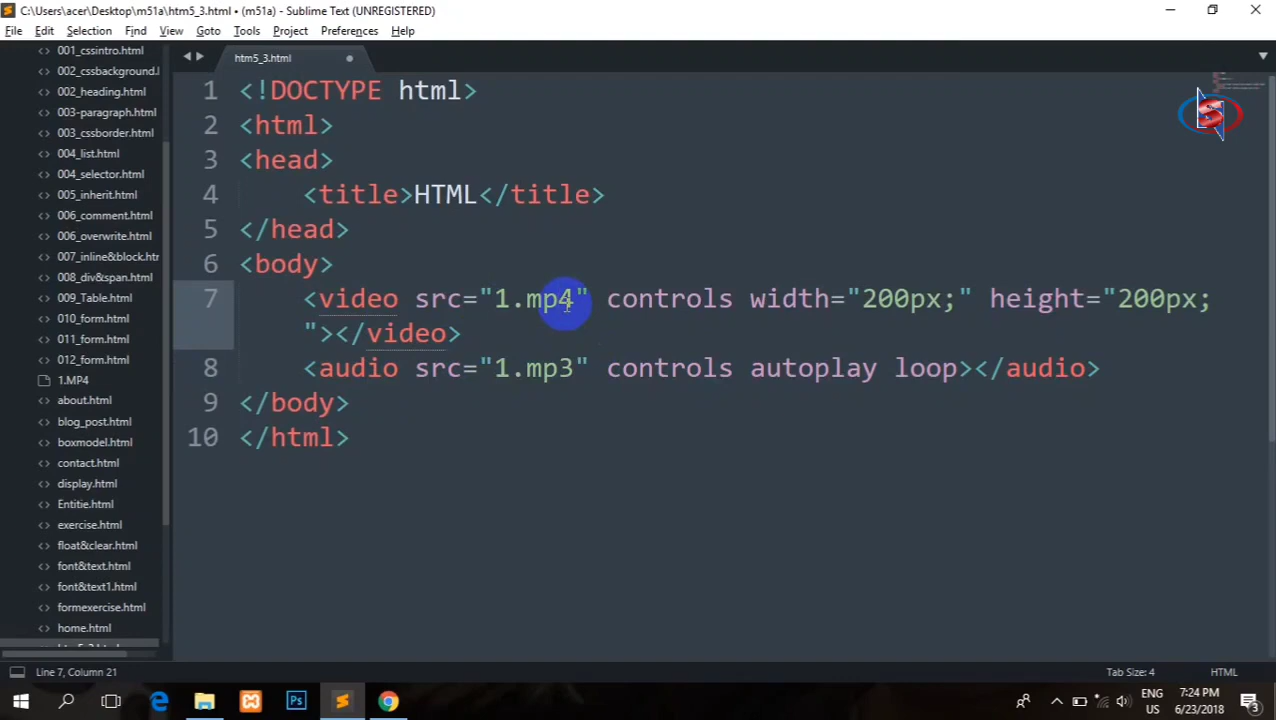 C:\Users\acer\Desktop\m51a\htm5_3.html • (m51a) - Sublime Text (UNREGISTERED)
File Edit Selection Find View Goto Tools Project Preferences Help
001_cssintro.html
002_cssbackground.l
002_heading.html
003-paragraph.html
003_cssborder.html
004_list.html
004_selector.html
005_inherit.html
006_comment.html
006_overwrite.html
007_inline&block.htr
008_div&span.html
009_Table.html
010_form.html
011_form.html
012_form.html
1.MP4
about.html
blog_post.html
boxmodel.html
contact.html
display.html
Entitie.html
exercise.html
float&clear.html
font&text.html
font&text1.html
formexercise.html
home.html
htm5_3.html
1 <!DOCTYPE html>
2 <html>
3 <head>
4 <title>HTML</title>
5 </head>
6 <body>
7 <video src="1.mp4" controls width="200px;" height="200px;
"></video>
8 <audio src="1.mp3" controls autoplay loop></audio>
9 </body>
10 </html>
Line 7, Column 21
Tab Size: 4 HTML
ENG 7:24 PM
US 6/23/2018
3